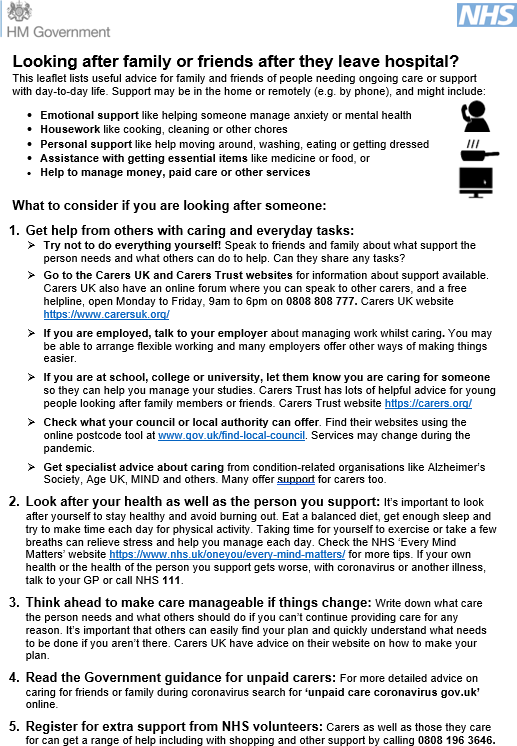 HM Government
NHS
Looking after family or friends after they leave hospital?
This leaflet lists useful advice for family and friends of people needing ongoing care or support
with day-to-day life. Support may be in the home or remotely (e.g. by phone), and might include:
• Emotional support like helping someone manage anxiety or mental health
• Housework like cooking, cleaning or other chores
• Personal support like help moving around, washing, eating or getting dressed
• Assistance with getting essential items like medicine or food, or
• Help to manage money, paid care or other services
What to consider if you are looking after someone:
1. Get help from others with caring and everyday tasks:
➢ Try not to do everything yourself! Speak to friends and family about what support the
person needs and what others can do to help. Can they share any tasks?
➢ Go to the Carers UK and Carers Trust websites for information about support available.
Carers UK also have an online forum where you can speak to other carers, and a free
helpline, open Monday to Friday, 9am to 6pm on 0808 808 777. Carers UK website
https://www.carersuk.org/
➢ If you are employed, talk to your employer about managing work whilst caring. You may
be able to arrange flexible working and many employers offer other ways of making things
easier.
➢ If you are at school, college or university, let them know you are caring for someone
so they can help you manage your studies. Carers Trust has lots of helpful advice for young
people looking after family members or friends. Carers Trust website https://carers.org/
➢ Check what your council or local authority can offer. Find their websites using the
online postcode tool at www.gov.uk/find-local-council. Services may change during the
pandemic.
➢ Get specialist advice about caring from condition-related organisations like Alzheimer's
Society, Age UK, MIND and others. Many offer support for carers too.
2. Look after your health as well as the person you support: It's important to look
after yourself to stay healthy and avoid burning out. Eat a balanced diet, get enough sleep and
try to make time each day for physical activity. Taking time for yourself to exercise or take a few
breaths can relieve stress and help you manage each day. Check the NHS 'Every Mind
Matters' website https://www.nhs.uk/oneyou/every-mind-matters/ for more tips. If your own
health or the health of the person you support gets worse, with coronavirus or another illness,
talk to your GP or call NHS 111.
3. Think ahead to make care manageable if things change: Write down what care
the person needs and what others should do if you can't continue providing care for any
reason. It's important that others can easily find your plan and quickly understand what needs
to be done if you aren't there. Carers UK have advice on their website on how to make your
plan.
4. Read the Government guidance for unpaid carers: For more detailed advice on
caring for friends or family during coronavirus search for 'unpaid care coronavirus gov.uk'
online.
5. Register for extra support from NHS volunteers: Carers as well as those they care
for can get a range of help including with shopping and other support by calling 0808 196 3646.